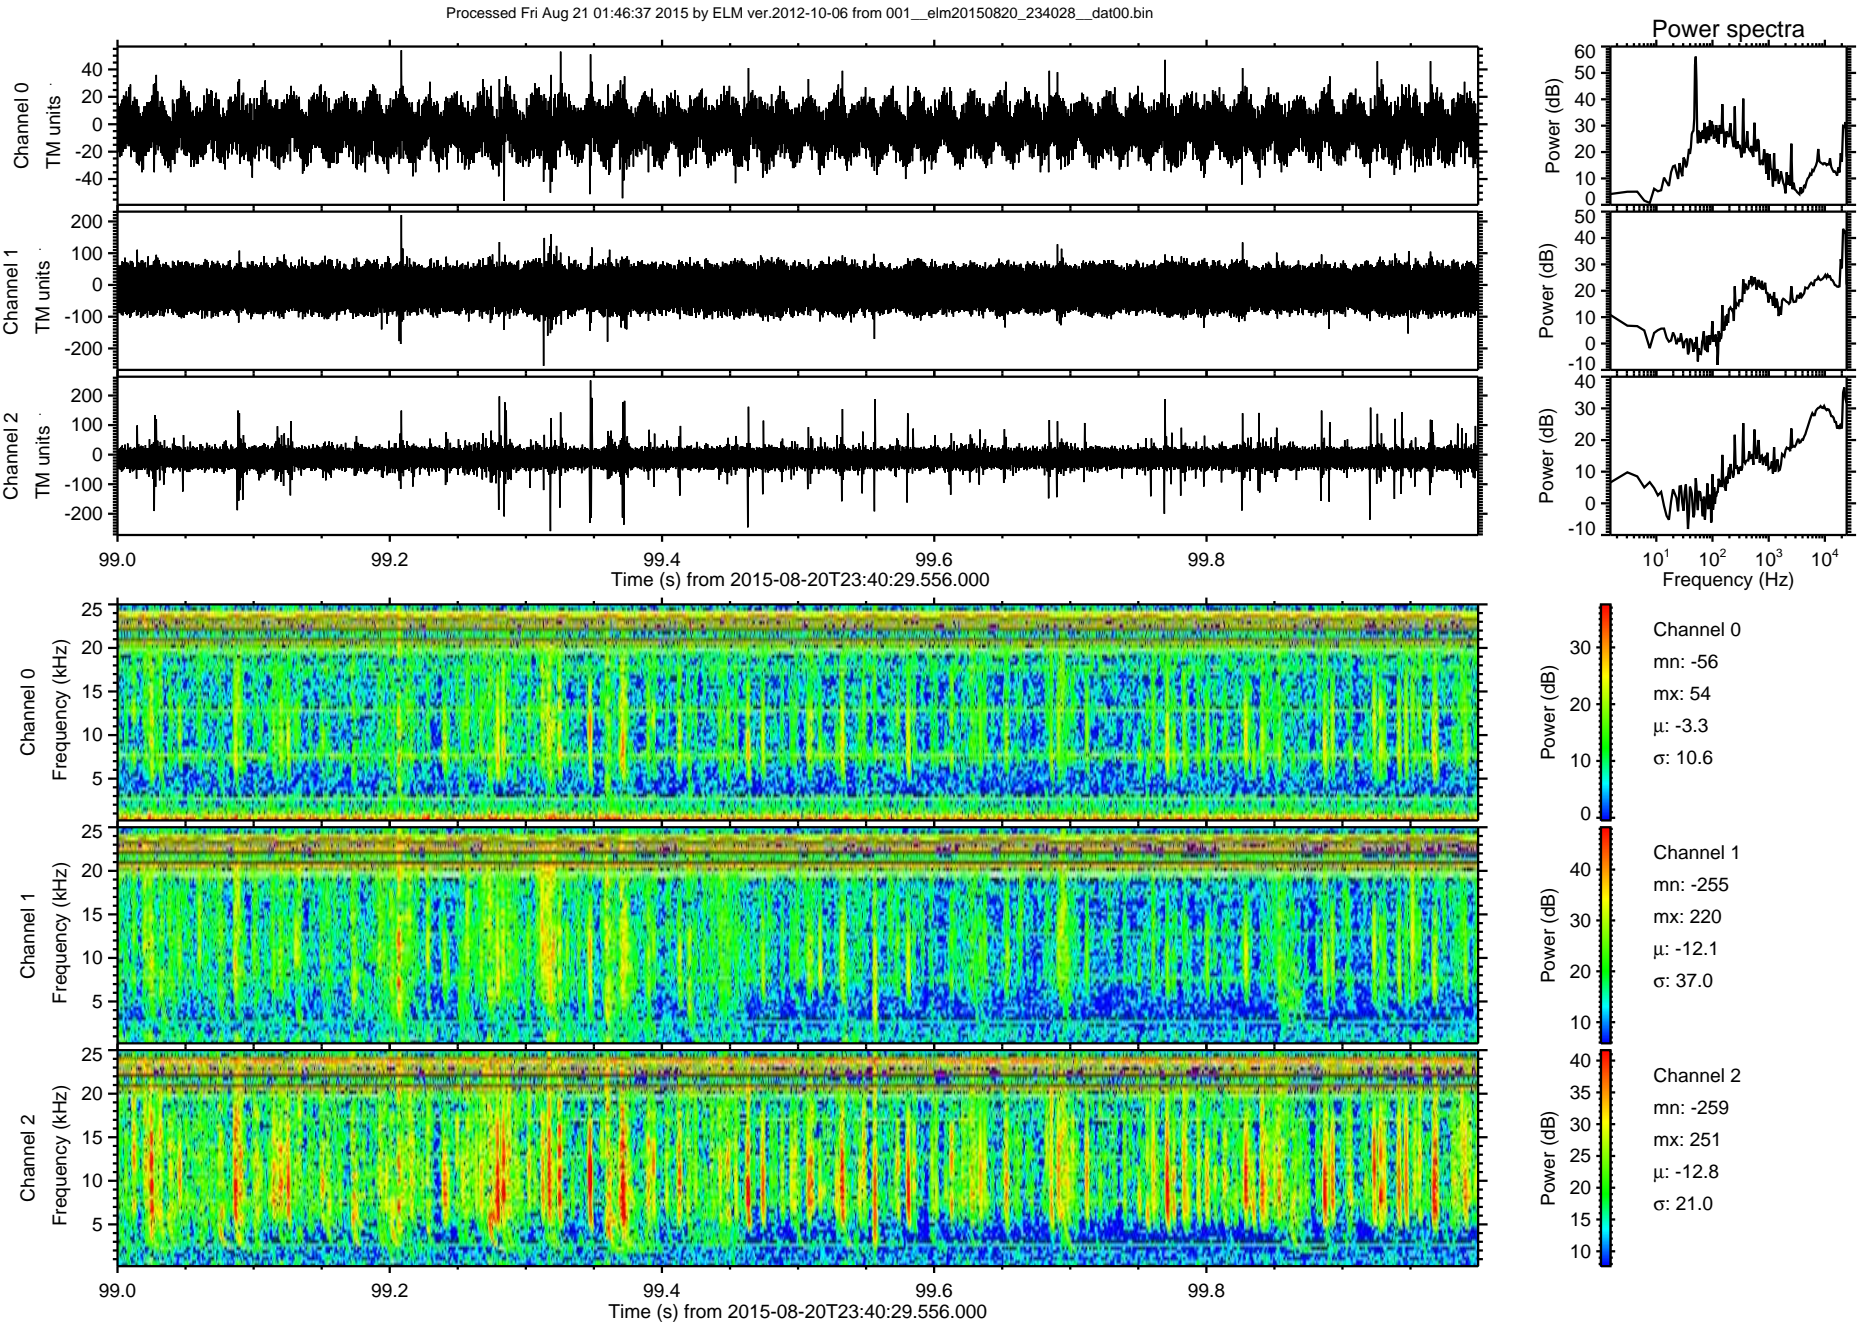 Processed Fri Aug 21 01:46:37 2015 by ELM ver.2012-10-06 from 001__elm20150820_234028__dat00.bin
Power spectra
Channel 0
TM units
40
20
0
-20
-40
Power (dB)
60
50
40
30
20
10
0
Channel 1
TM units
200
100
0
-100
-200
Power (dB)
50
40
30
20
10
0
-10
Channel 2
TM units
200
100
0
-100
-200
Power (dB)
40
30
20
10
0
-10
99.0 99.2 99.4 99.6 99.8
Time (s) from 2015-08-20T23:40:29.556.000
10¹ 10² 10³ 10⁴
Frequency (Hz)
Channel 0
Frequency (kHz)
25
20
15
10
5
Power (dB)
30
20
10
0
Channel 0
mn: -56
mx: 54
μ: -3.3
σ: 10.6
Channel 1
Frequency (kHz)
25
20
15
10
5
Power (dB)
40
30
20
10
Channel 1
mn: -255
mx: 220
μ: -12.1
σ: 37.0
Channel 2
Frequency (kHz)
25
20
15
10
5
Power (dB)
40
35
30
25
20
15
10
Channel 2
mn: -259
mx: 251
μ: -12.8
σ: 21.0
99.0 99.2 99.4 99.6 99.8
Time (s) from 2015-08-20T23:40:29.556.000